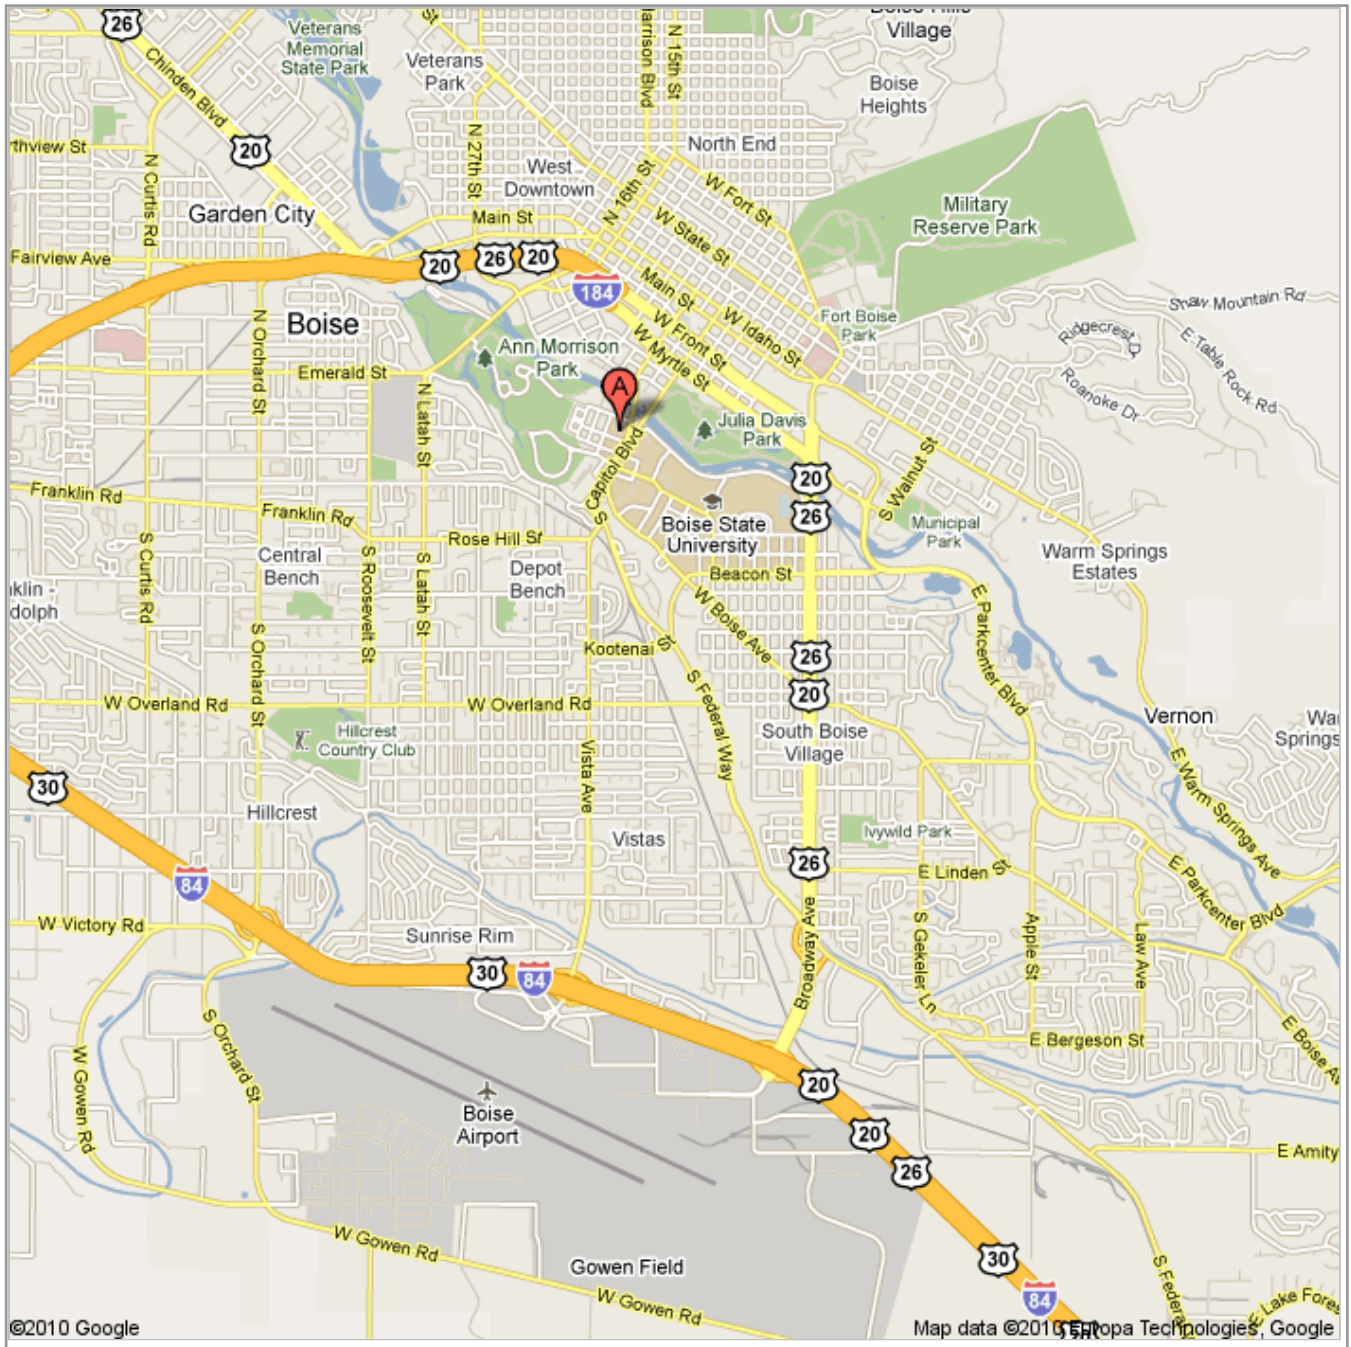 26
Veterans
Memorial
State Park
St
Harrison Blvd
N 15th St
Village
Chinden Blvd
Veterans
Park
Boise
Heights
20
N 27th St
North End
N Curtis Rd
West
Downtown
N 16th St
W Fort St
Garden City
Main St
W State St
Military
Reserve Park
Fairview Ave
20
26
20
184
Main St
W Idaho St
W Front St
W Myrtle St
Fort Boise
Park
Shaw Mountain Rd
Ridgecrest Dr
E Table Rock Rd
Roanoke Dr
N Orchard St
Boise
Ann Morrison
Park
Emerald St
N Latah St
A
Julia Davis
Park
S Capitol Blvd
S Walnut St
20
26
Franklin Rd
Franklin Rd
Boise State
University
Municipal
Park
Warm Springs
Estates
S Curtis Rd
Central
Bench
S Roosevelt St
S Latah St
Rose Hill St
Depot
Bench
Beacon St
W Boise Ave
E Parkcenter Blvd
dolph
S Orchard St
Kootenai St
26
20
S Federal Way
W Overland Rd
W Overland Rd
Vernon
Springs
Hillcrest
Country Club
South Boise
Village
Vista Ave
E Warm Springs Ave
30
Hillcrest
Vistas
Ivywild Park
26
E Linden St
E Parkcenter Blvd
84
W Victory Rd
Sunrise Rim
Broadway Ave
S Gekeler Ln
Apple St
Law Ave
30
84
S Orchard St
W Gowen Rd
E Bergeson St
E Boise Av
20
Boise
Airport
20
26
E Amity
W Gowen Rd
Gowen Field
30
84
W Gowen Rd
S Federal
E Lake Fores
©2010 Google
Map data ©2010 Europa Technologies, Google